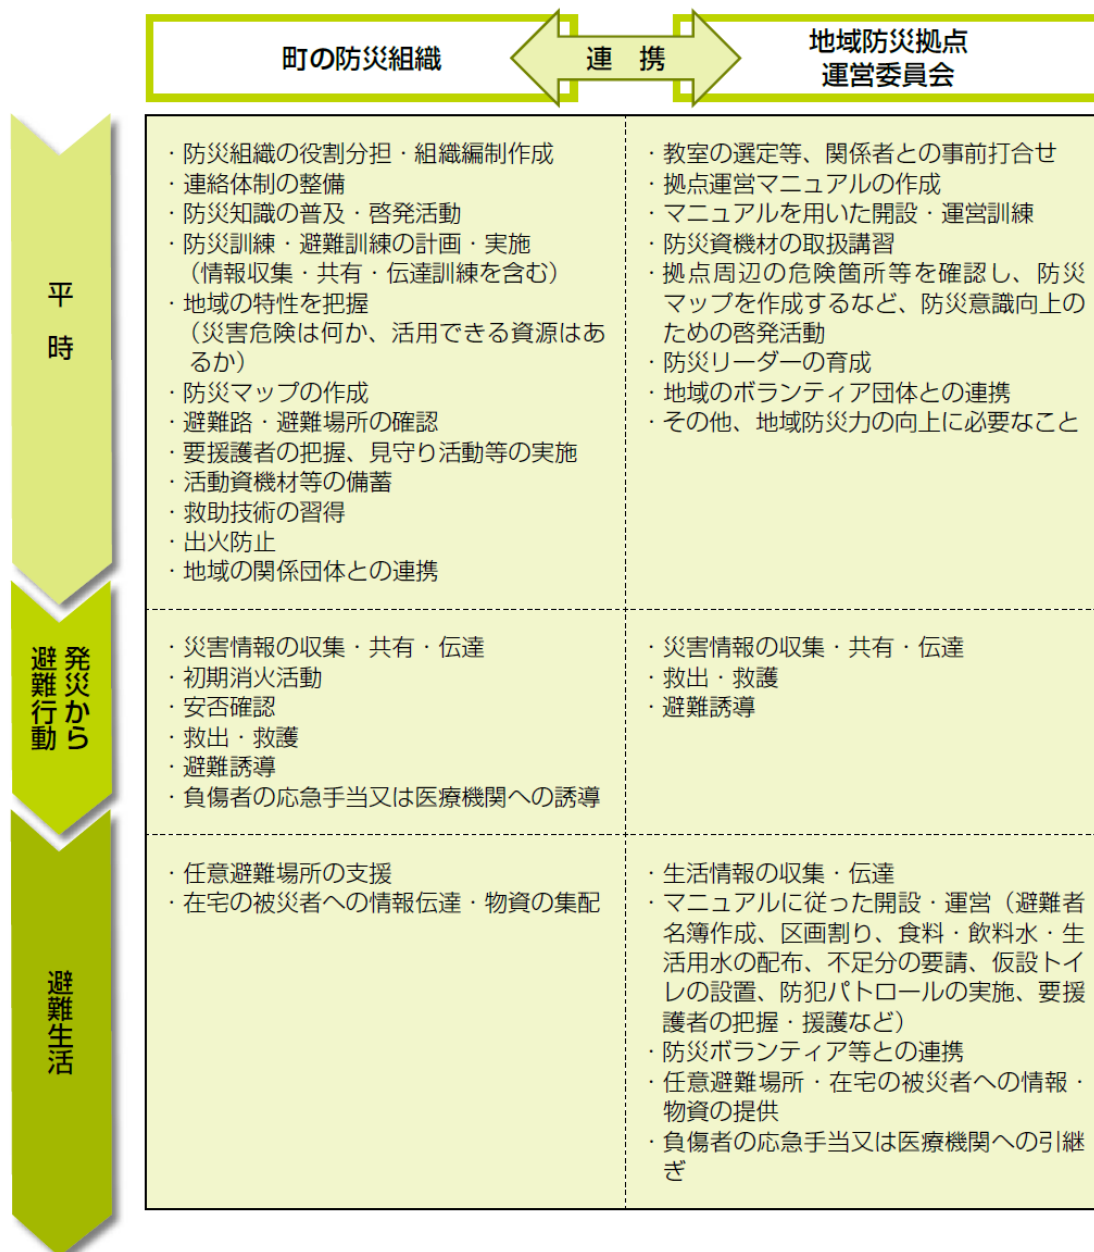 町の防災組織
連　携
地域防災拠点
運営委員会
平時
・防災組織の役割分担・組織編制作成
・連絡体制の整備
・防災知識の普及・啓発活動
・防災訓練・避難訓練の計画・実施
（情報収集・共有・伝達訓練を含む）
・地域の特性を把握
（災害危険は何か、活用できる資源はあ
るか）
・防災マップの作成
・避難路・避難場所の確認
・要援護者の把握、見守り活動等の実施
・活動資機材等の備蓄
・救助技術の習得
・出火防止
・地域の関係団体との連携
・教室の選定等、関係者との事前打合せ
・拠点運営マニュアルの作成
・マニュアルを用いた開設・運営訓練
・防災資機材の取扱講習
・拠点周辺の危険箇所等を確認し、防災
マップを作成するなど、防災意識向上の
ための啓発活動
・防災リーダーの育成
・地域のボランティア団体との連携
・その他、地域防災力の向上に必要なこと
発災から
避難行動
・災害情報の収集・共有・伝達
・初期消火活動
・安否確認
・救出・救護
・避難誘導
・負傷者の応急手当又は医療機関への誘導
・災害情報の収集・共有・伝達
・救出・救護
・避難誘導
避難生活
・任意避難場所の支援
・在宅の被災者への情報伝達・物資の集配
・生活情報の収集・伝達
・マニュアルに従った開設・運営（避難者
名簿作成、区画割り、食料・飲料水・生
活用水の配布、不足分の要請、仮設トイ
レの設置、防犯パトロールの実施、要援
護者の把握・援護など）
・防災ボランティア等との連携
・任意避難場所・在宅の被災者への情報・
物資の提供
・負傷者の応急手当又は医療機関への引継
ぎ